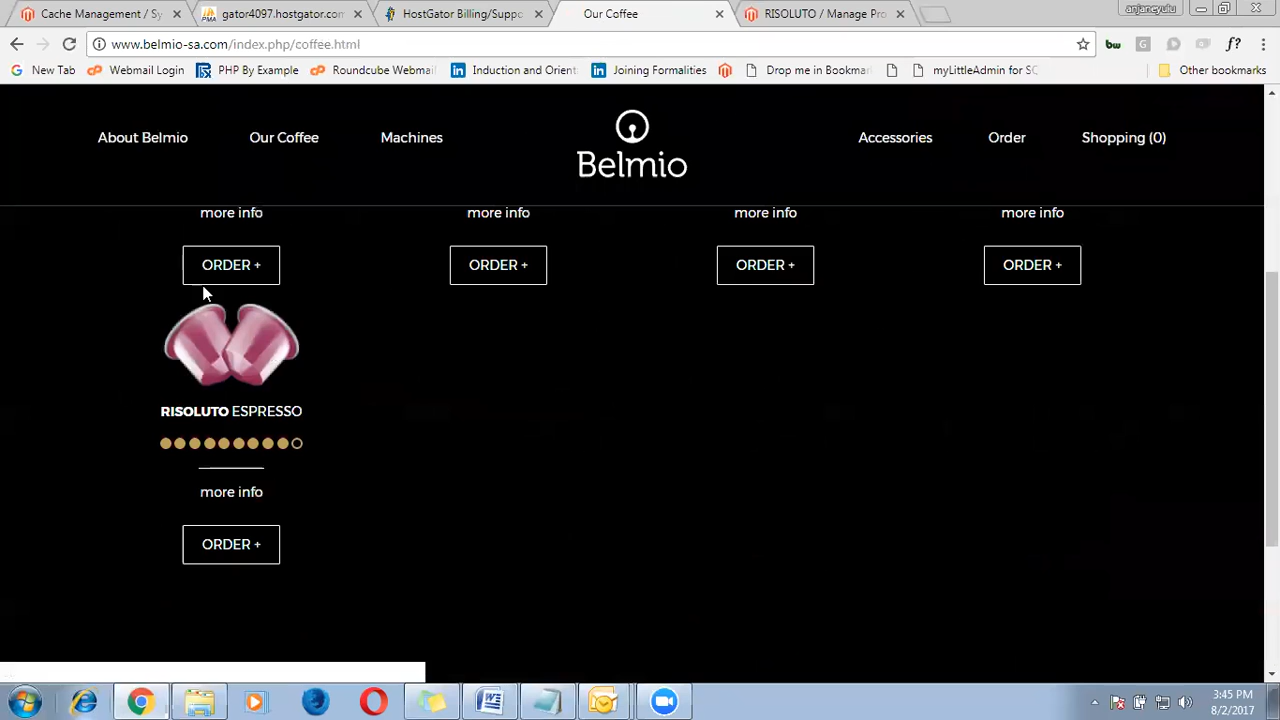 Cache Management / Sy
gator4097.hostgator.com
HostGator Billing/Suppo
Our Coffee
RISOLUTO / Manage Pro
anjaneyulu
www.belmio-sa.com/index.php/coffee.html
New Tab
Webmail Login
PHP By Example
Roundcube Webmail
Induction and Orient
Joining Formalities
Drop me in Bookmar
myLittleAdmin for SC
Other bookmarks
About Belmio
Our Coffee
Machines
Belmio
Accessories
Order
Shopping (0)
more info
more info
more info
more info
ORDER +
ORDER +
ORDER +
ORDER +
RISOLUTO ESPRESSO
more info
ORDER +
3:45 PM
8/2/2017